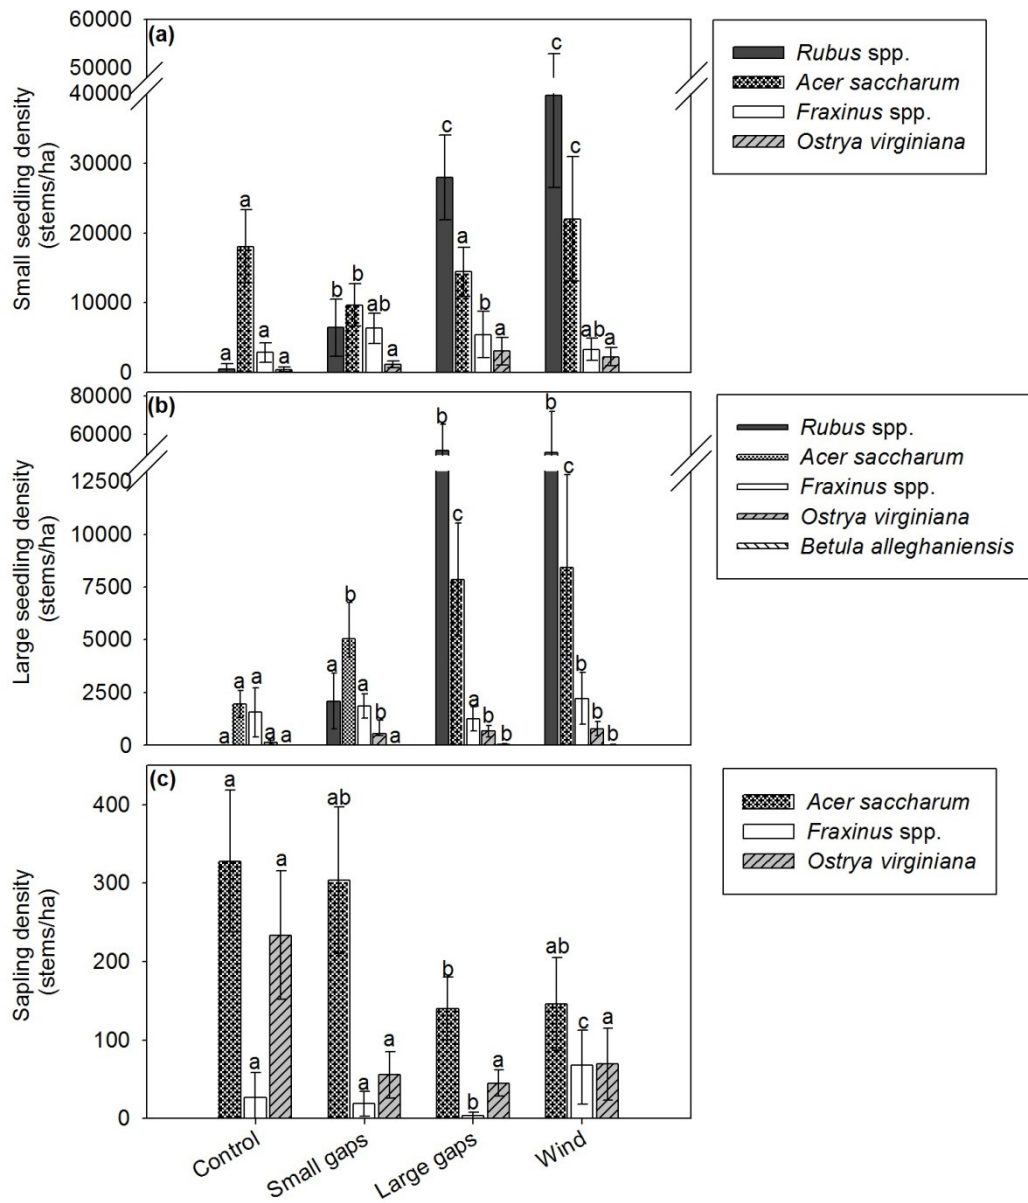 (a)
60000
50000
40000
30000
20000
10000
0
Small seedling density
(stems/ha)
a a a a
b b ab a
c a b a
c c ab a
Rubus spp.
Acer saccharum
Fraxinus spp.
Ostrya virginiana
(b)
80000
60000
12500
10000
7500
5000
2500
0
Large seedling density
(stems/ha)
a a a a a
a b a b a
b c a b b
b c b b b
Rubus spp.
Acer saccharum
Fraxinus spp.
Ostrya virginiana
Betula alleghaniensis
(c)
400
300
200
100
0
Sapling density
(stems/ha)
a a a
ab a a
b b a
ab c a
Acer saccharum
Fraxinus spp.
Ostrya virginiana
Control
Small gaps
Large gaps
Wind